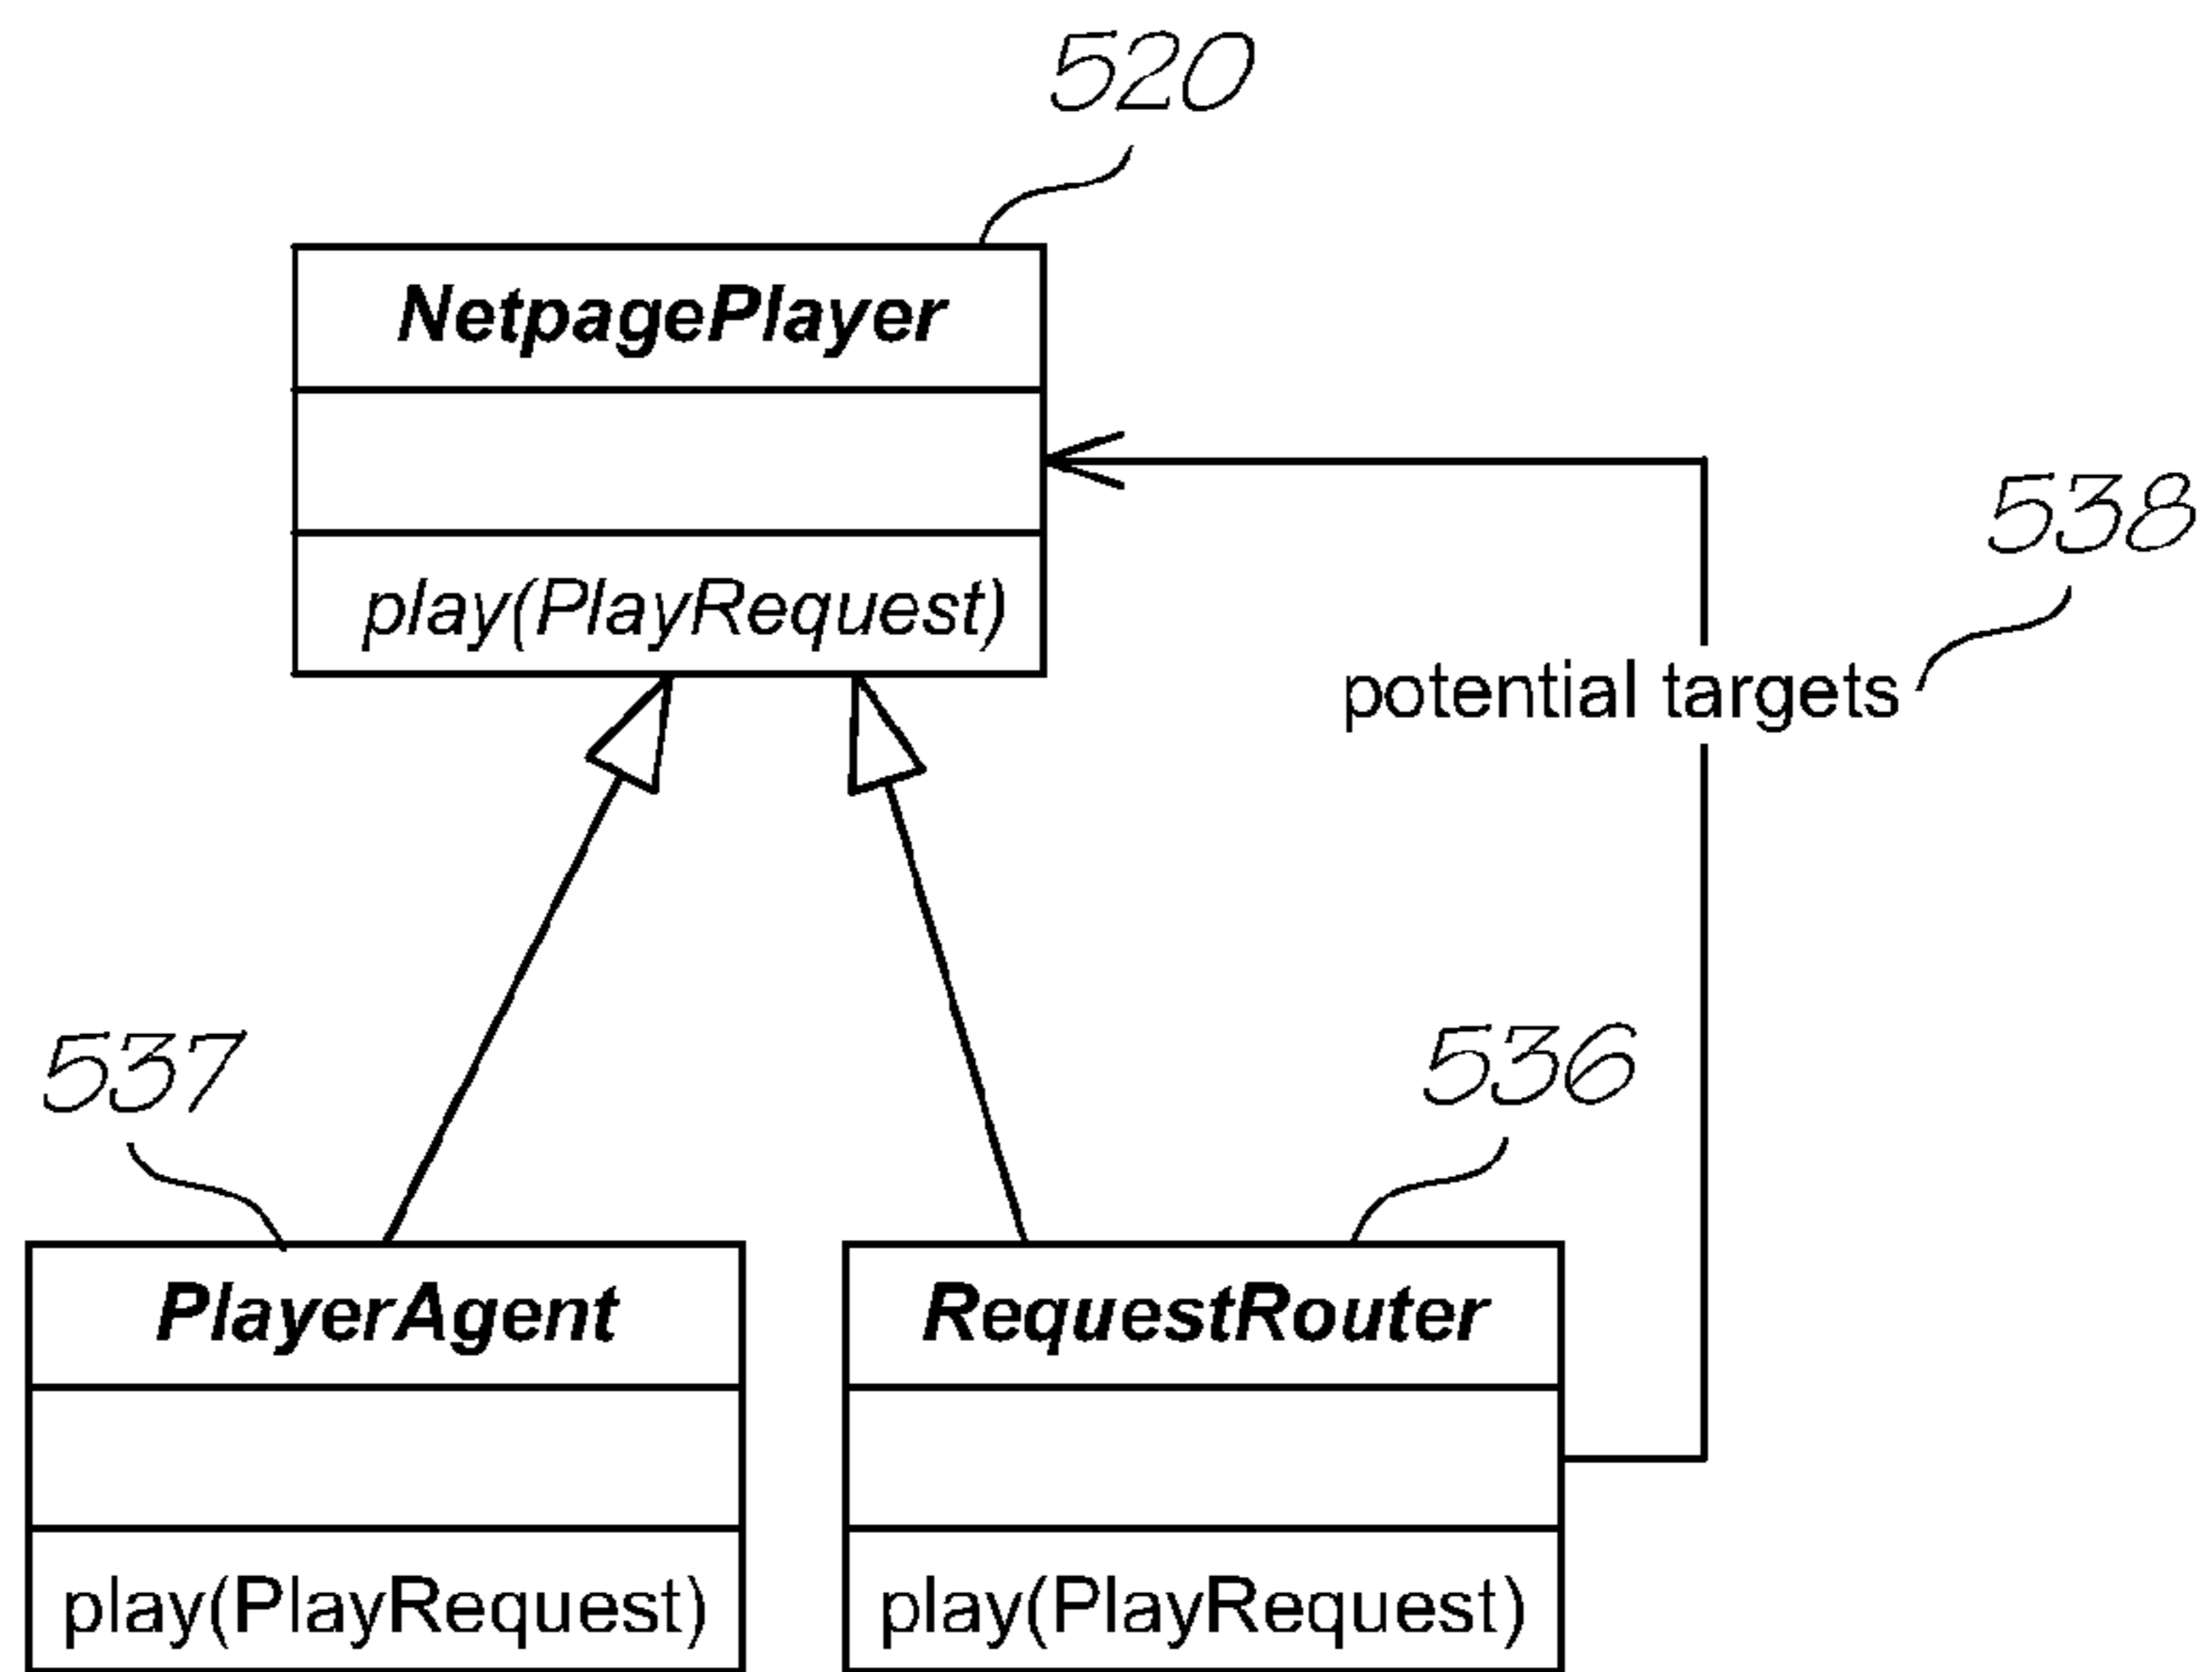 520
NetpagePlayer
538
play(PlayRequest)
potential targets
537
536
PlayerAgent
RequestRouter
play(PlayRequest)
play(PlayRequest)